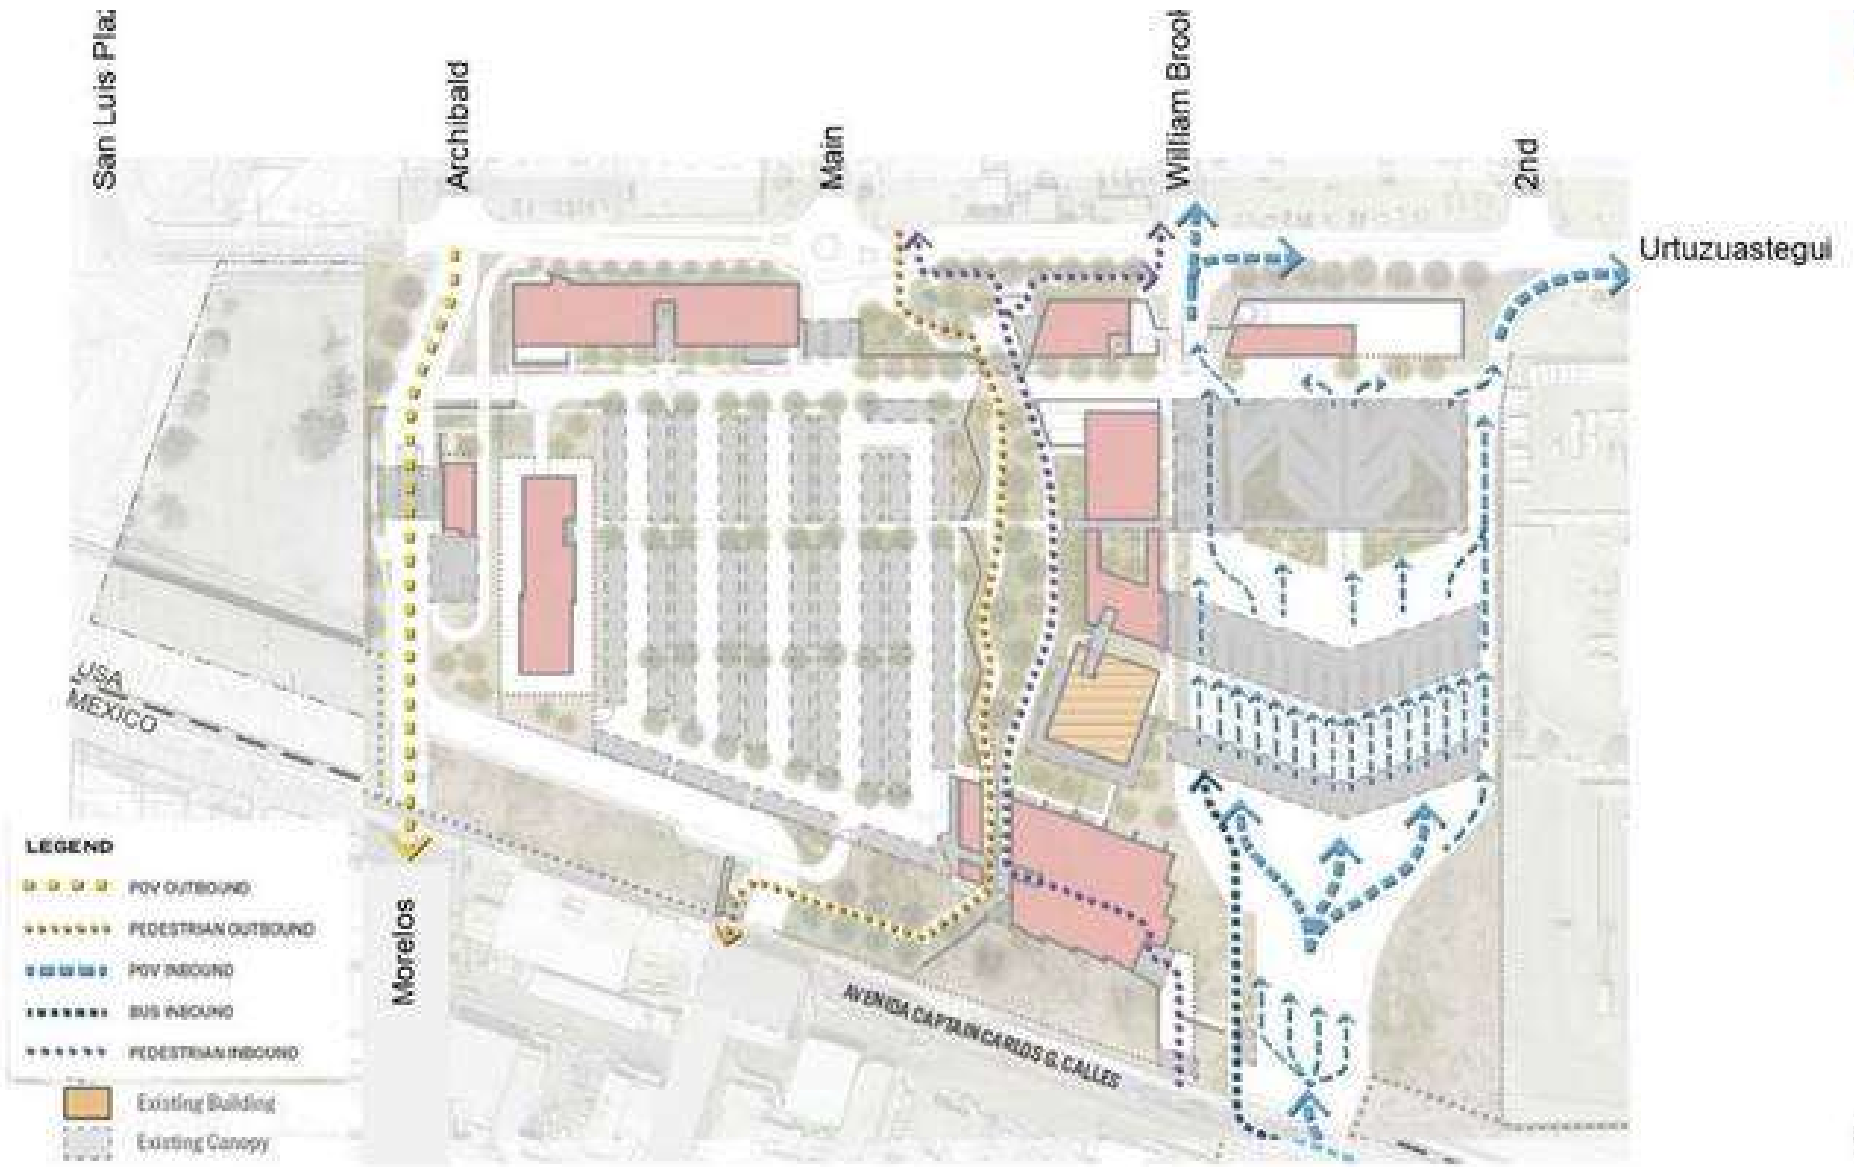 San Luis Pla
Archibald
Main
William Broo
2nd
Urtuzuastegui
USA
MEXICO
LEGEND
POV OUTBOUND
PEDESTRIAN OUTBOUND
POV INBOUND
BUS INBOUND
PEDESTRIAN INBOUND
Existing Building
Existing Canopy
Morelos
AVENIDA CAPTAIN CARLOS G. CALLES